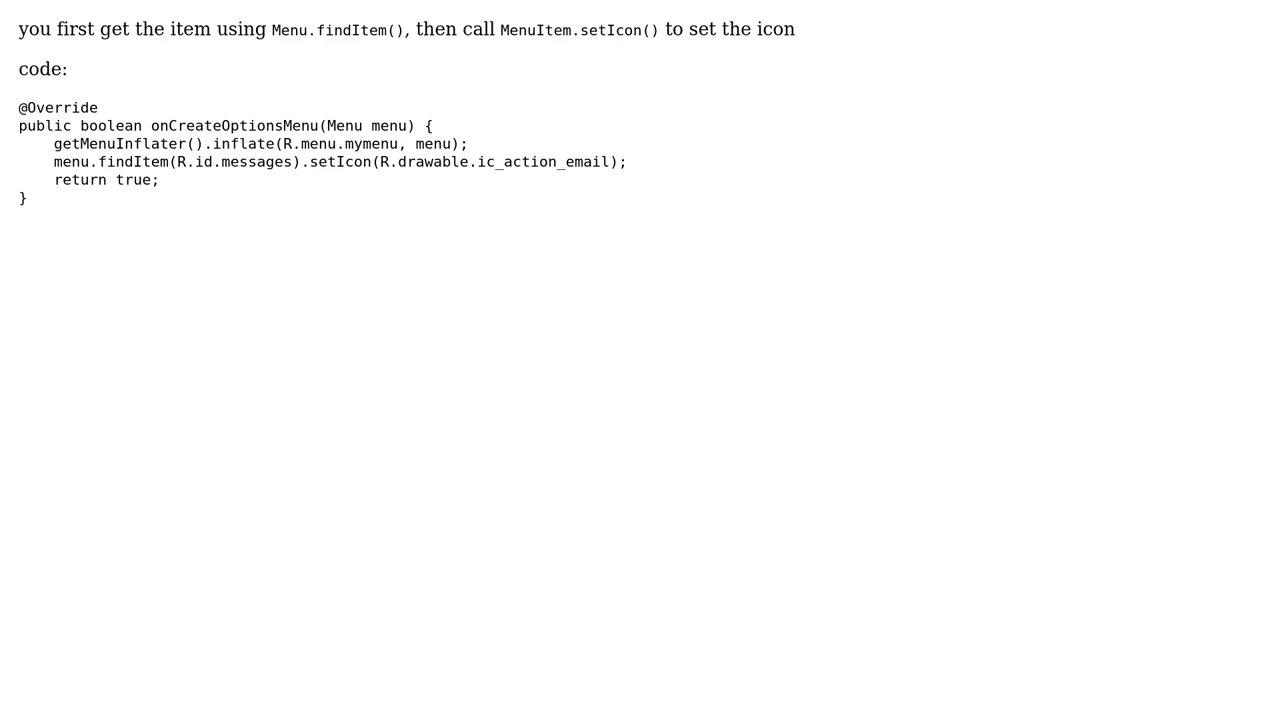 you first get the item using Menu.findItem(), then call MenuItem.setIcon() to set the icon
code:
@Override
public boolean onCreateOptionsMenu(Menu menu) {
    getMenuInflater().inflate(R.menu.mymenu, menu);
    menu.findItem(R.id.messages).setIcon(R.drawable.ic_action_email);
    return true;
}